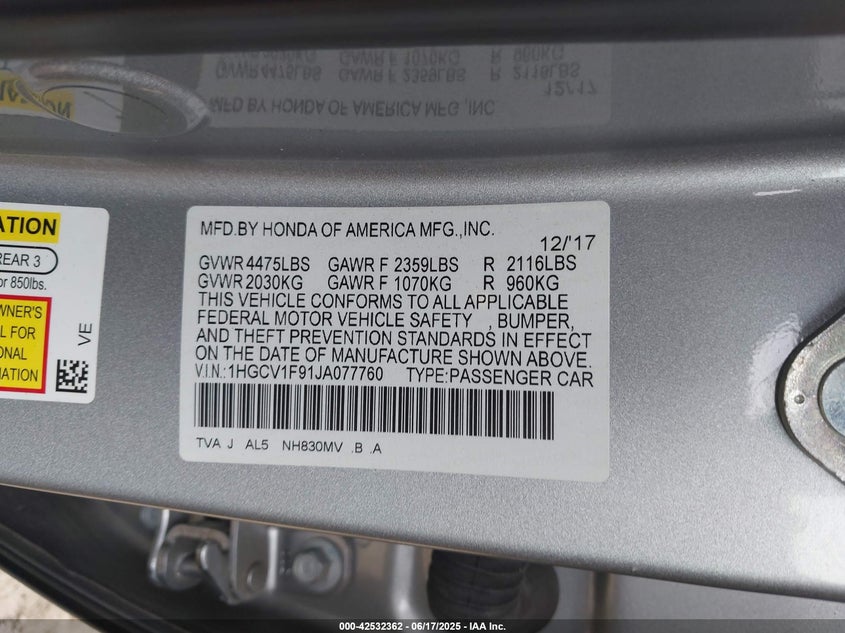 MFD.BY HONDA OF AMERICA MFG.,INC.
12/'17
GVWR 4475LBS GAWR F 2359LBS R 2116LBS
GVWR 2030KG GAWR F 1070KG R 960KG
THIS VEHICLE CONFORMS TO ALL APPLICABLE
FEDERAL MOTOR VEHICLE SAFETY , BUMPER,
AND THEFT PREVENTION STANDARDS IN EFFECT
ON THE DATE OF MANUFACTURE SHOWN ABOVE.
V.I.N.:1HGCV1F91JA077760 TYPE:PASSENGER CAR
TVA J AL5 NH830MV .B .A
ATION
REAR 3
or 850lbs.
WNER'S
L FOR
ONAL
MATION
VE
000-42532362 - 06/17/2025 - IAA Inc.